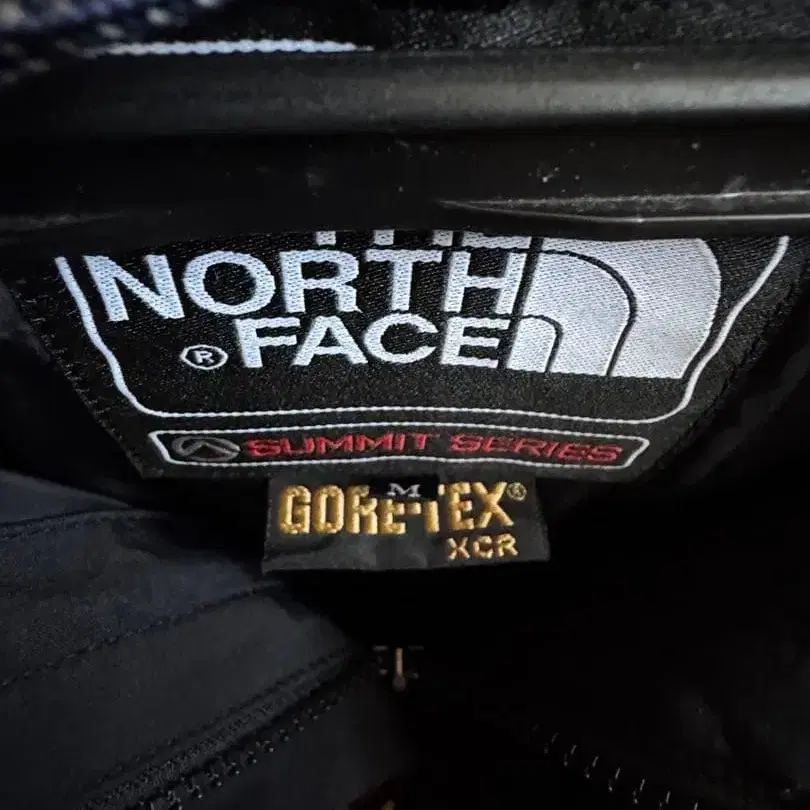 THE
NORTH
® FACE
SUMMIT SERIES
M
GORE-TEX®
XCR